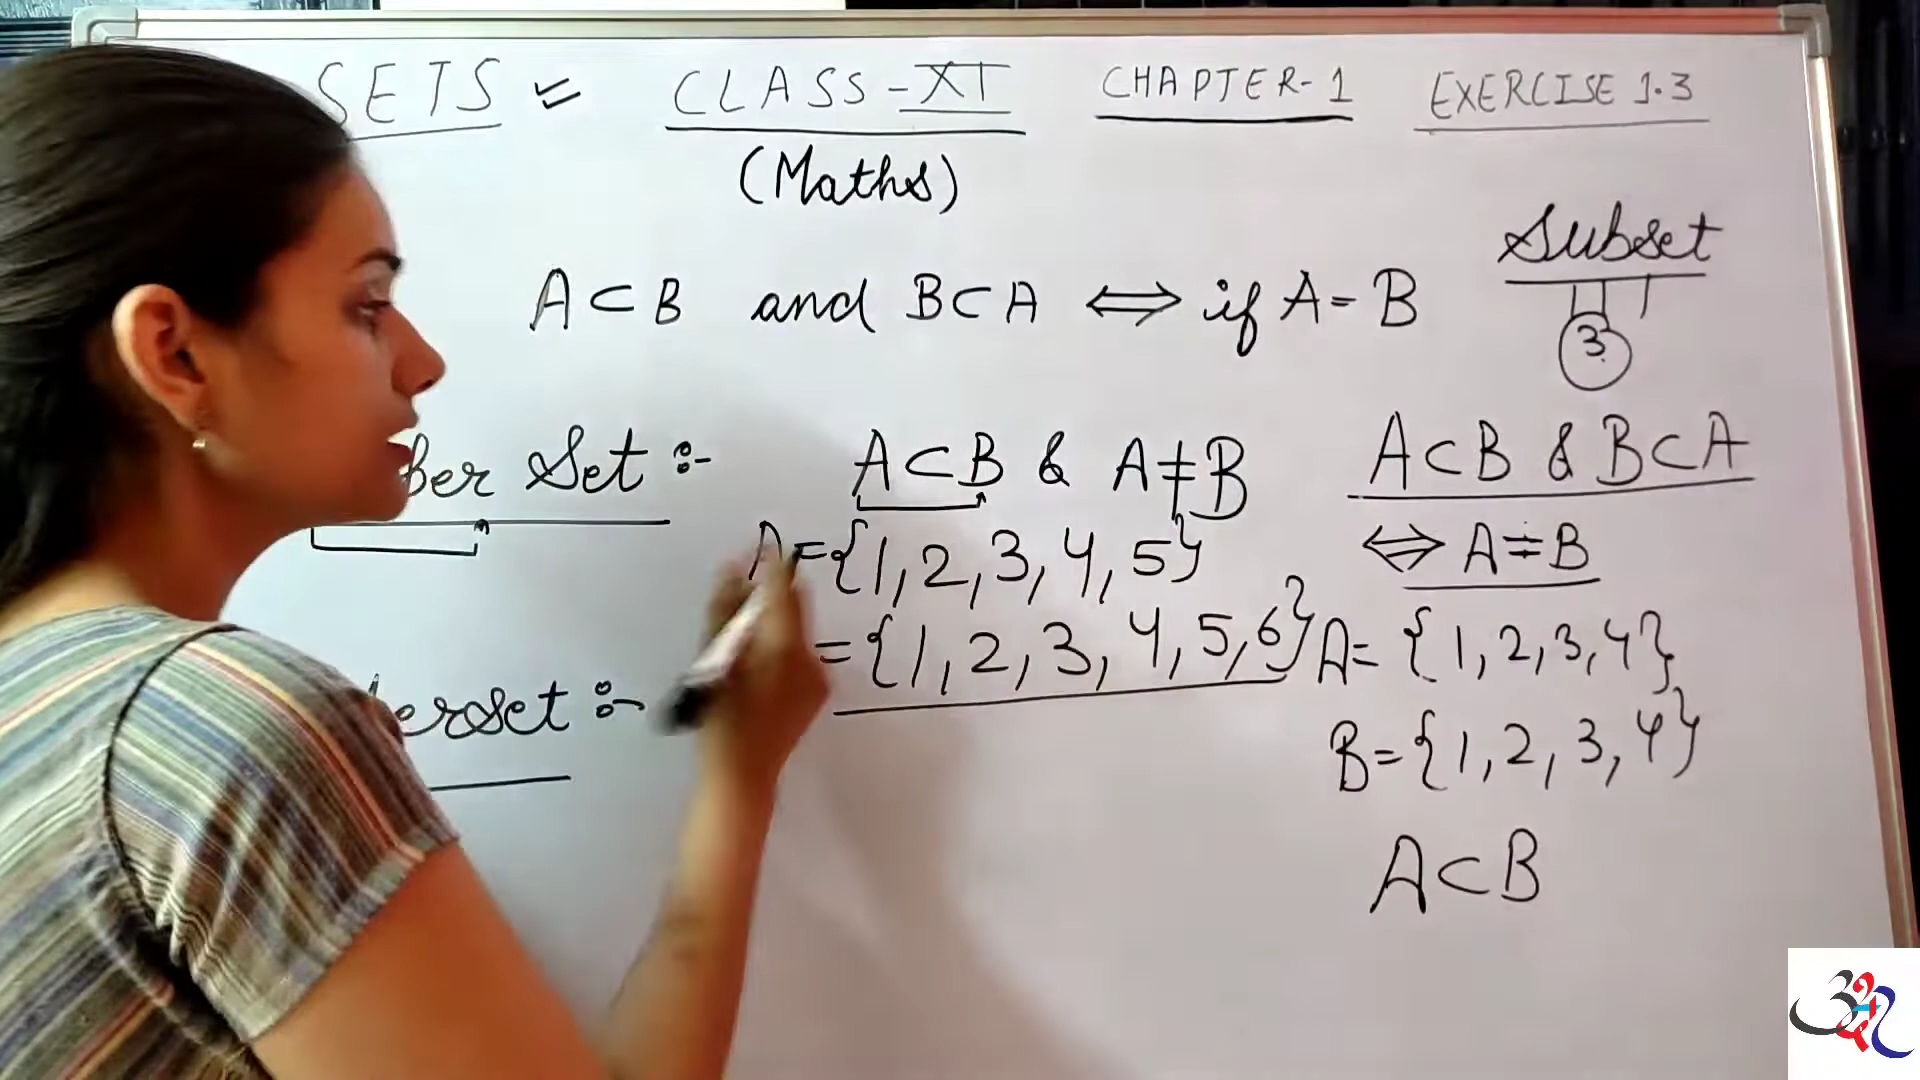 SETS CLASS-XI CHAPTER-1 EXERCISE 1.3
(Maths)
Subset
3
A⊂B and B⊂A ⟺ if A=B
Set :-
A⊂B & A≠B
A={1,2,3,4,5}
={1,2,3,4,5,6}
A⊂B & B⊂A
⟺ A=B
A={1,2,3,4}
B={1,2,3,4}
A⊂B